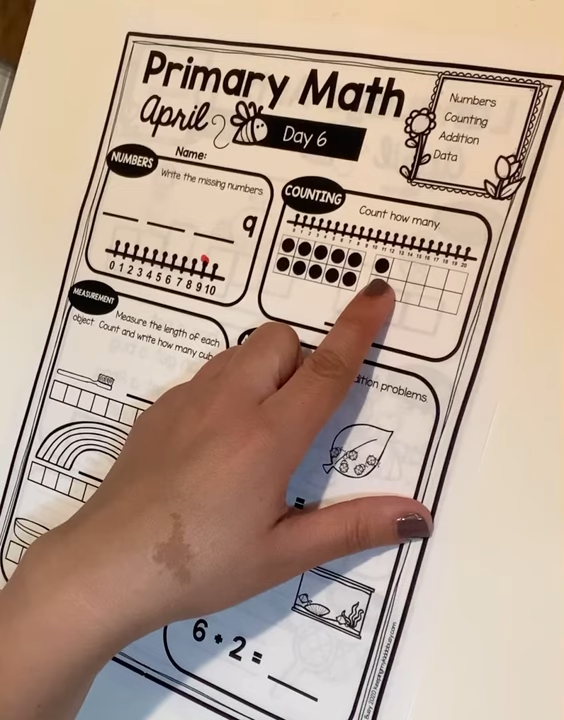 Primary Math
April
Day 6
Numbers
Counting
Addition
Data
Name:
NUMBERS
Write the missing numbers
9
0 1 2 3 4 5 6 7 8 9 10
COUNTING
Count how many
1 2 3 4 5 6 7 8 9 10 11 12 13 14 15 16 17 18 19 20
MEASUREMENT
Measure the length of each
object Count and write how many
problems.
=
6 + 2 =